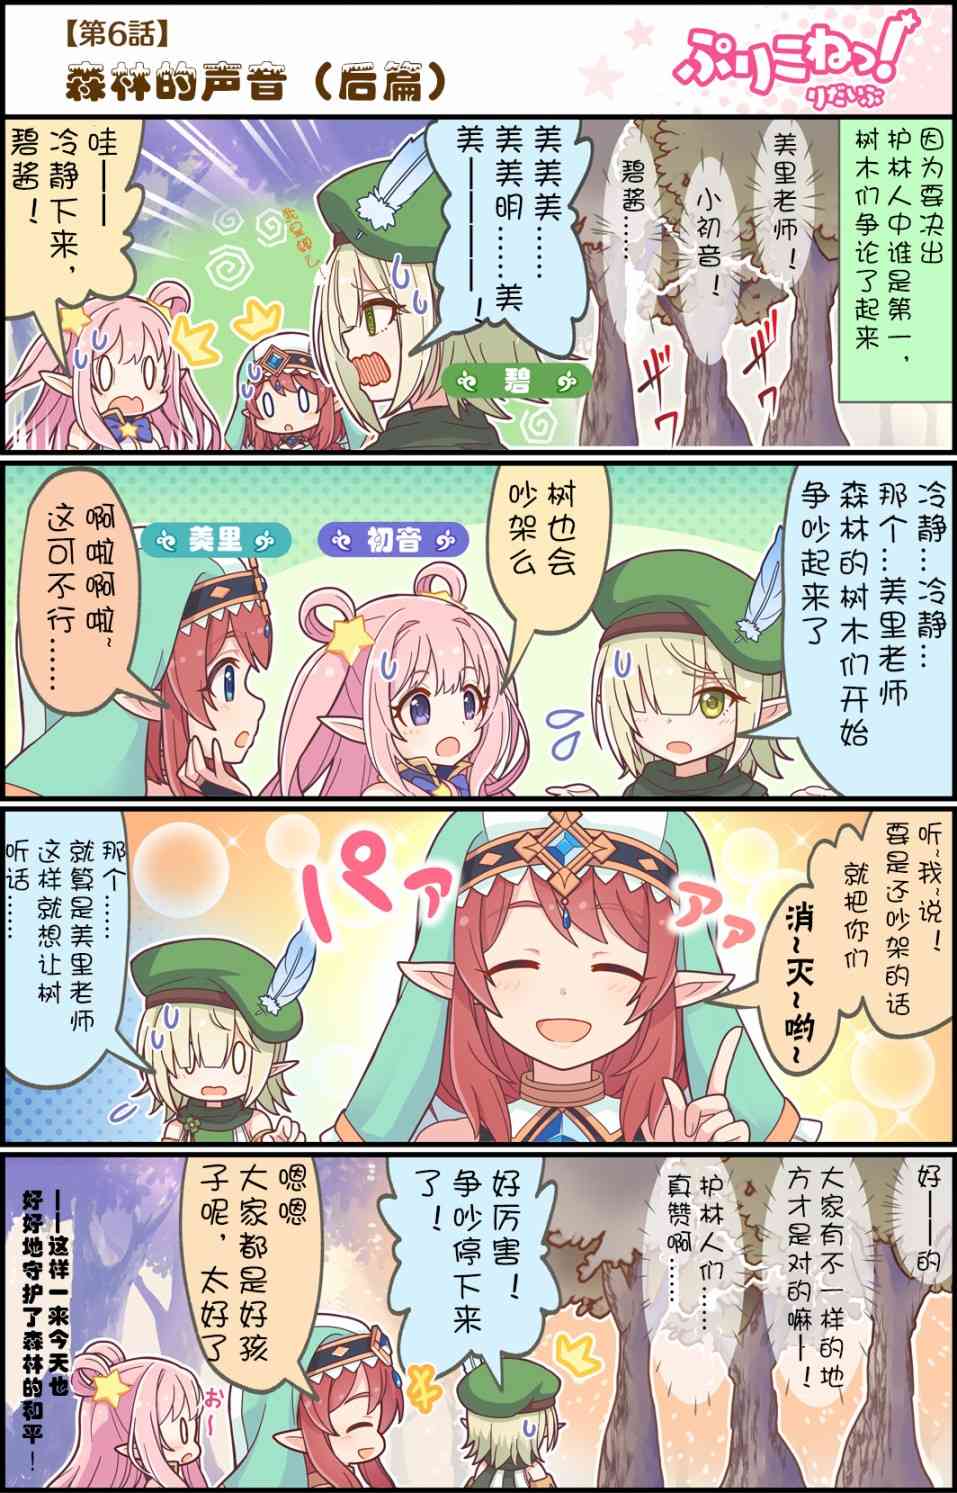 【第6話】
森林的声音（后篇）
ぷりこねっ！
りだいぶ
因为要决出
护林人中谁是第一，
树木们争论了起来
美里老师！
小初音！
碧酱……
ザワ
ザワ
美美美……
美美明……美
美————！
碧
哇——
冷静下来，
碧酱！
冷静…冷静…
那个…美里老师
森林的树木们开始
争吵起来了
树也会
吵架么
初音
美里
啊啦啊啦~
这可不行……
听~我~说！
要是还吵架的话
就把你们
消~灭~哟~
パァァァ
那个……
就算是美里老师
这样就想让树
听话……
好——的
大家有不一样的地
方才是对的嘛—！
护林人们……
真赞啊……
好厉害！
争吵停下来
了！
嗯嗯
大家都是好孩
子呢，太好了
お〜
——这样一来今天也
好好地守护了森林的和平！